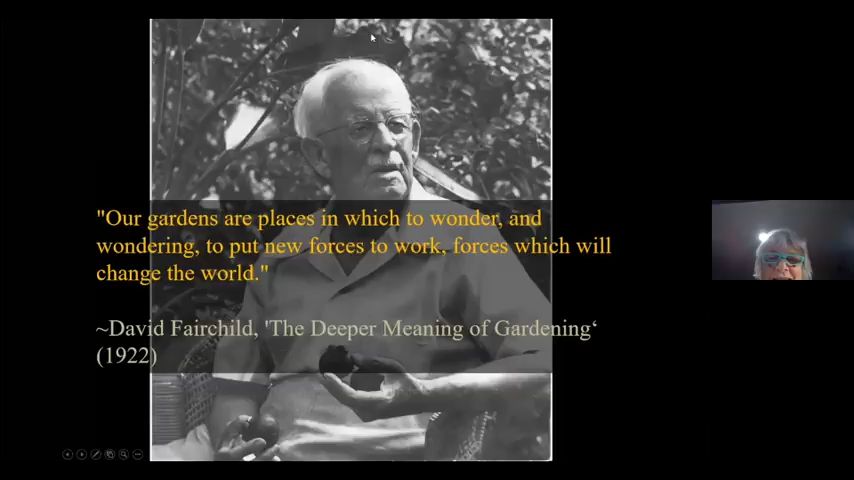 "Our gardens are places in which to wonder, and
wondering, to put new forces to work, forces which will
change the world."
~David Fairchild, 'The Deeper Meaning of Gardening‘
(1922)